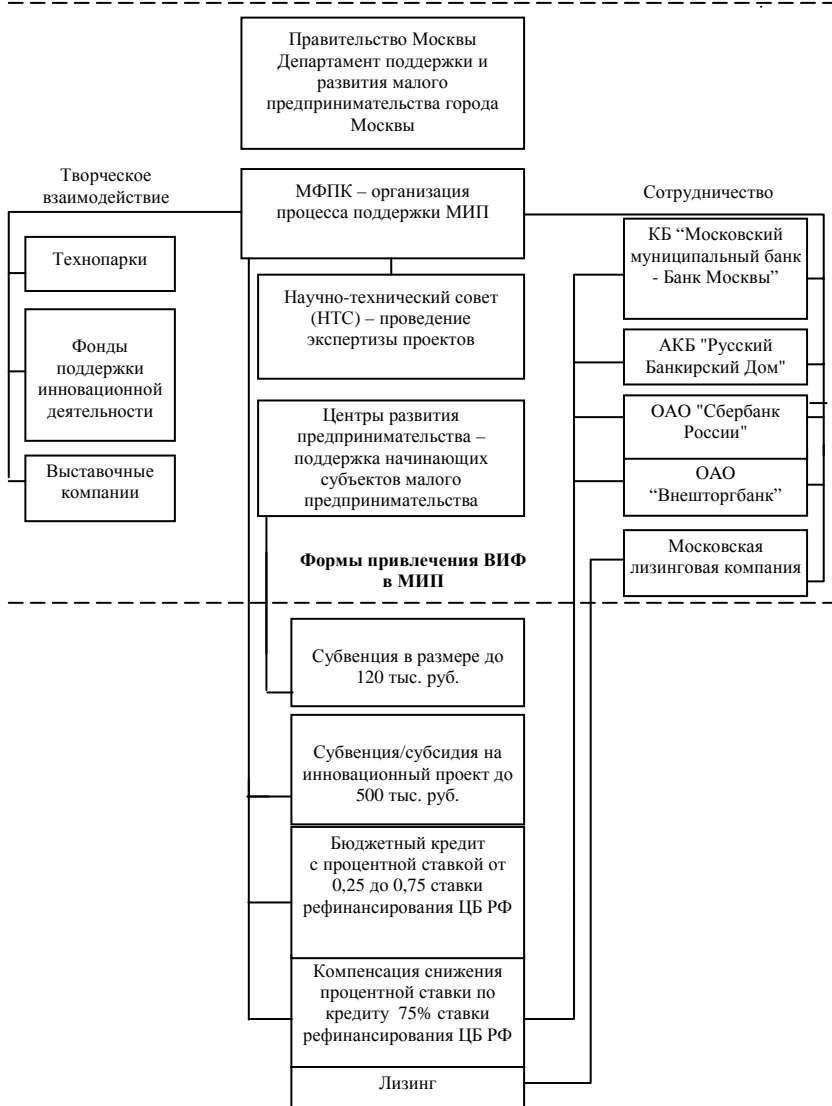 Правительство Москвы
Департамент поддержки и
развития малого
предпринимательства города
Москвы
Творческое
взаимодействие
МФПК – организация
процесса поддержки МИП
Сотрудничество
Технопарки
Фонды
поддержки
инновационной
деятельности
Выставочные
компании
Научно-технический совет
(НТС) – проведение
экспертизы проектов
Центры развития
предпринимательства –
поддержка начинающих
субъектов малого
предпринимательства
КБ “Московский
муниципальный банк
- Банк Москвы”
АКБ "Русский
Банкирский Дом"
ОАО "Сбербанк
России"
ОАО
“Внешторгбанк”
Московская
лизинговая компания
Формы привлечения ВИФ
в МИП
Субвенция в размере до
120 тыс. руб.
Субвенция/субсидия на
инновационный проект до
500 тыс. руб.
Бюджетный кредит
с процентной ставкой от
0,25 до 0,75 ставки
рефинансирования ЦБ РФ
Компенсация снижения
процентной ставки по
кредиту 75% ставки
рефинансирования ЦБ РФ
Лизинг